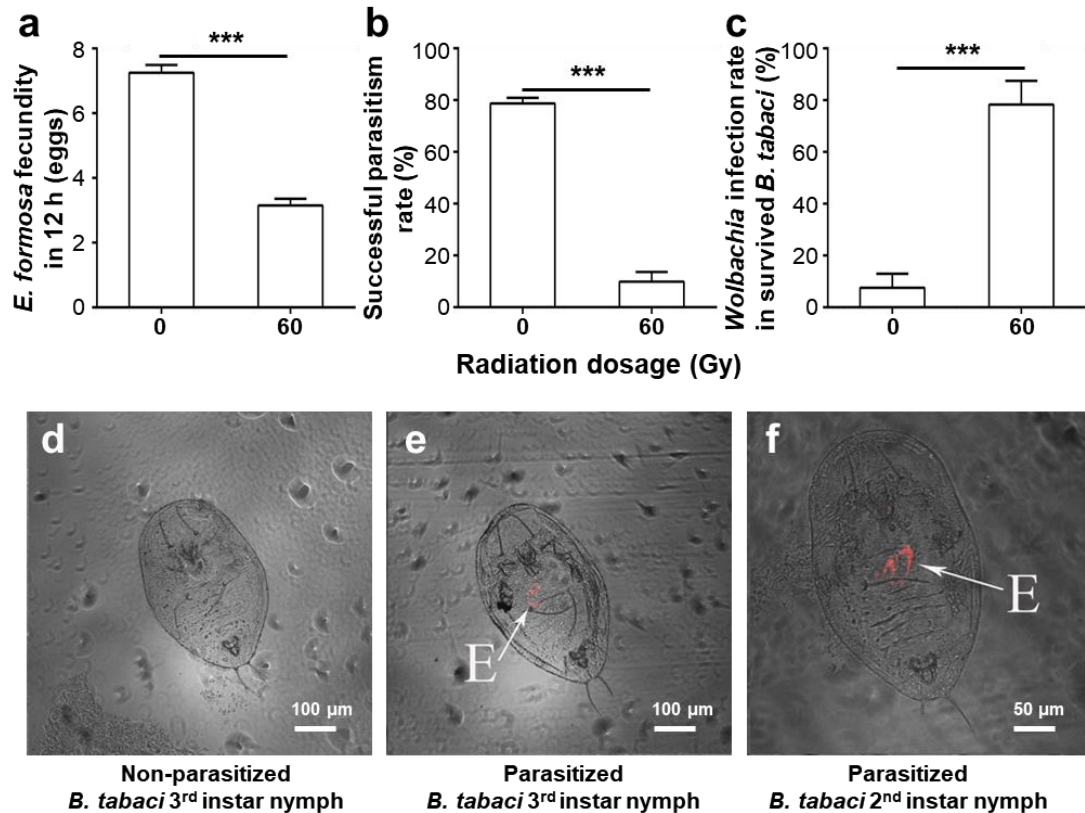 a
E. formosa fecundity
in 12 h (eggs)
8
6
4
2
0
***
0
60
b
Successful parasitism
rate (%)
100
80
60
40
20
0
***
0
60
c
Wolbachia infection rate
in survived B. tabaci (%)
100
80
60
40
20
0
***
0
60
Radiation dosage (Gy)
d
100 µm
Non-parasitized
B. tabaci 3rd instar nymph
e
E
100 µm
Parasitized
B. tabaci 3rd instar nymph
f
E
50 µm
Parasitized
B. tabaci 2nd instar nymph